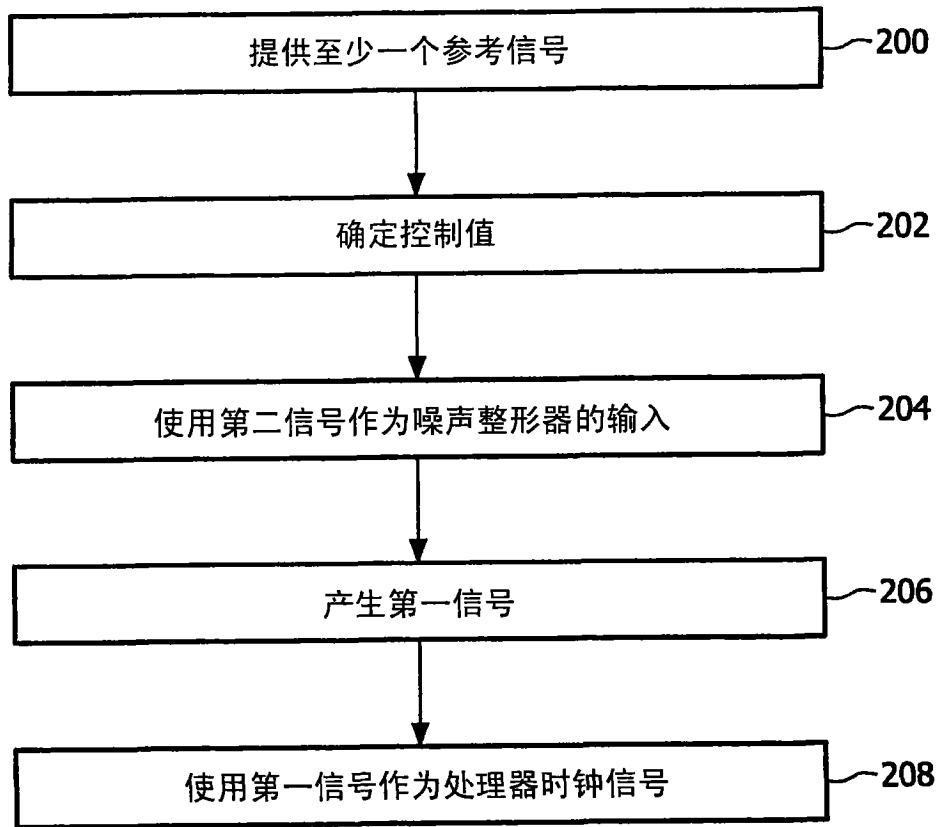 提供至少一个参考信号 200
确定控制值 202
使用第二信号作为噪声整形器的输入 204
产生第一信号 206
使用第一信号作为处理器时钟信号 208